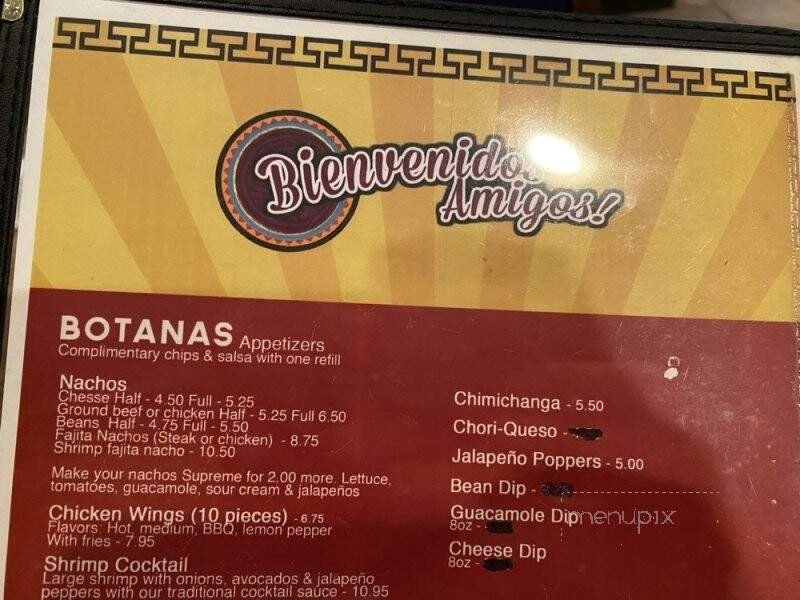 Bienvenidos
Amigos!
BOTANAS Appetizers
Complimentary chips & salsa with one refill
Nachos
Chesse Half - 4.50 Full - 5.25
Ground beef or chicken Half - 5.25 Full 6.50
Beans Half - 4.75 Full - 5.50
Fajita Nachos (Steak or chicken) - 8.75
Shrimp fajita nacho - 10.50
Make your nachos Supreme for 2.00 more. Lettuce,
tomatoes, guacamole, sour cream & jalapeños
Chicken Wings (10 pieces) - 6.75
Flavors: Hot, medium, BBQ, lemon pepper
With fries - 7.95
Shrimp Cocktail
Large shrimp with onions, avocados & jalapeño
peppers with our traditional cocktail sauce - 10.95
Chimichanga - 5.50
Chori-Queso -
Jalapeño Poppers - 5.00
Bean Dip -
Guacamole Dip
8oz -
Cheese Dip
8oz -
menupix